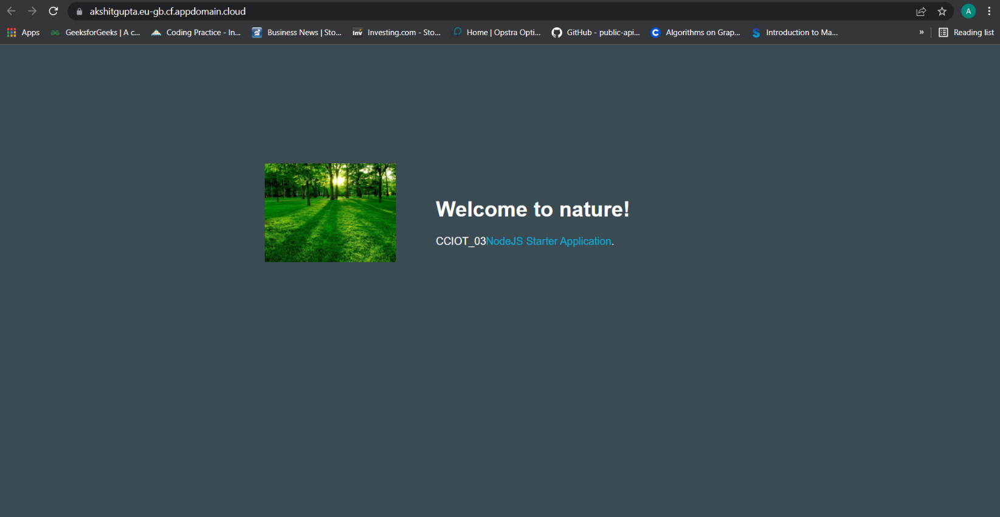 akshitgupta.eu-gb.cf.appdomain.cloud
A
Apps GeeksforGeeks | A c... Coding Practice - In... Business News | Sto... inv Investing.com - Sto... Home | Opstra Opti... GitHub - public-api... C Algorithms on Grap... S Introduction to Ma... » Reading list
Welcome to nature!
CCIOT_03NodeJS Starter Application.